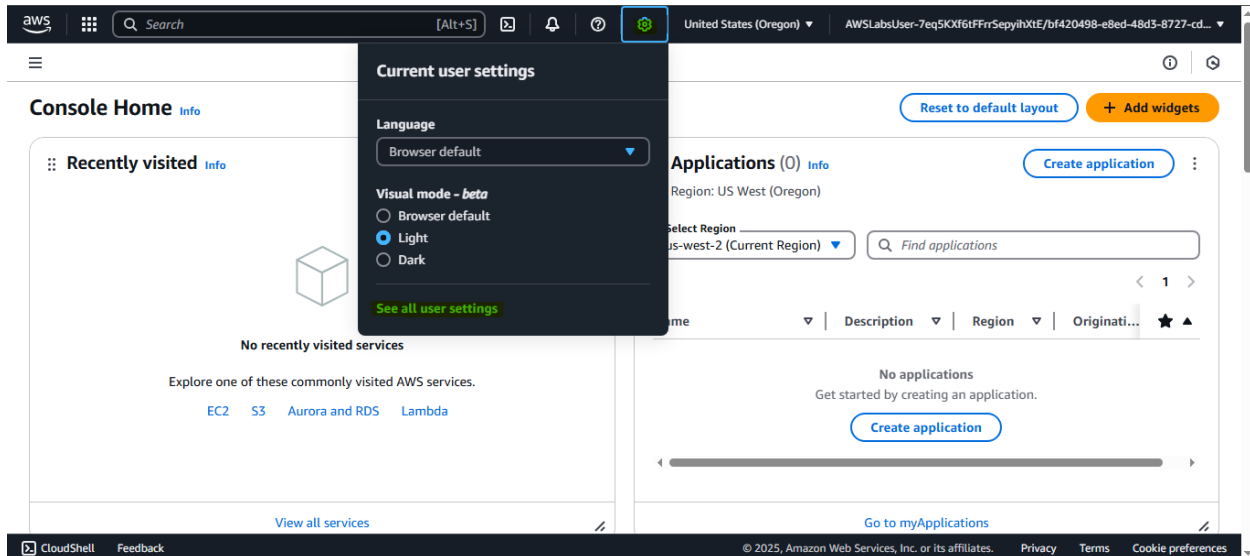 aws
Search [Alt+S]
United States (Oregon) ▼
AWSLabsUser-7eq5KXf6tFFrrSepyihXtE/bf420498-e8ed-48d3-8727-cd... ▼
Current user settings
Language
Browser default
Visual mode - beta
Browser default
Light
Dark
See all user settings
Console Home Info
Reset to default layout
+ Add widgets
Recently visited Info
No recently visited services
Explore one of these commonly visited AWS services.
EC2 S3 Aurora and RDS Lambda
View all services
Applications (0) Info
Create application
Region: US West (Oregon)
Select Region
us-west-2 (Current Region)
Find applications
1
Description Region Originati...
No applications
Get started by creating an application.
Create application
Go to myApplications
CloudShell Feedback
© 2025, Amazon Web Services, Inc. or its affiliates. Privacy Terms Cookie preferences